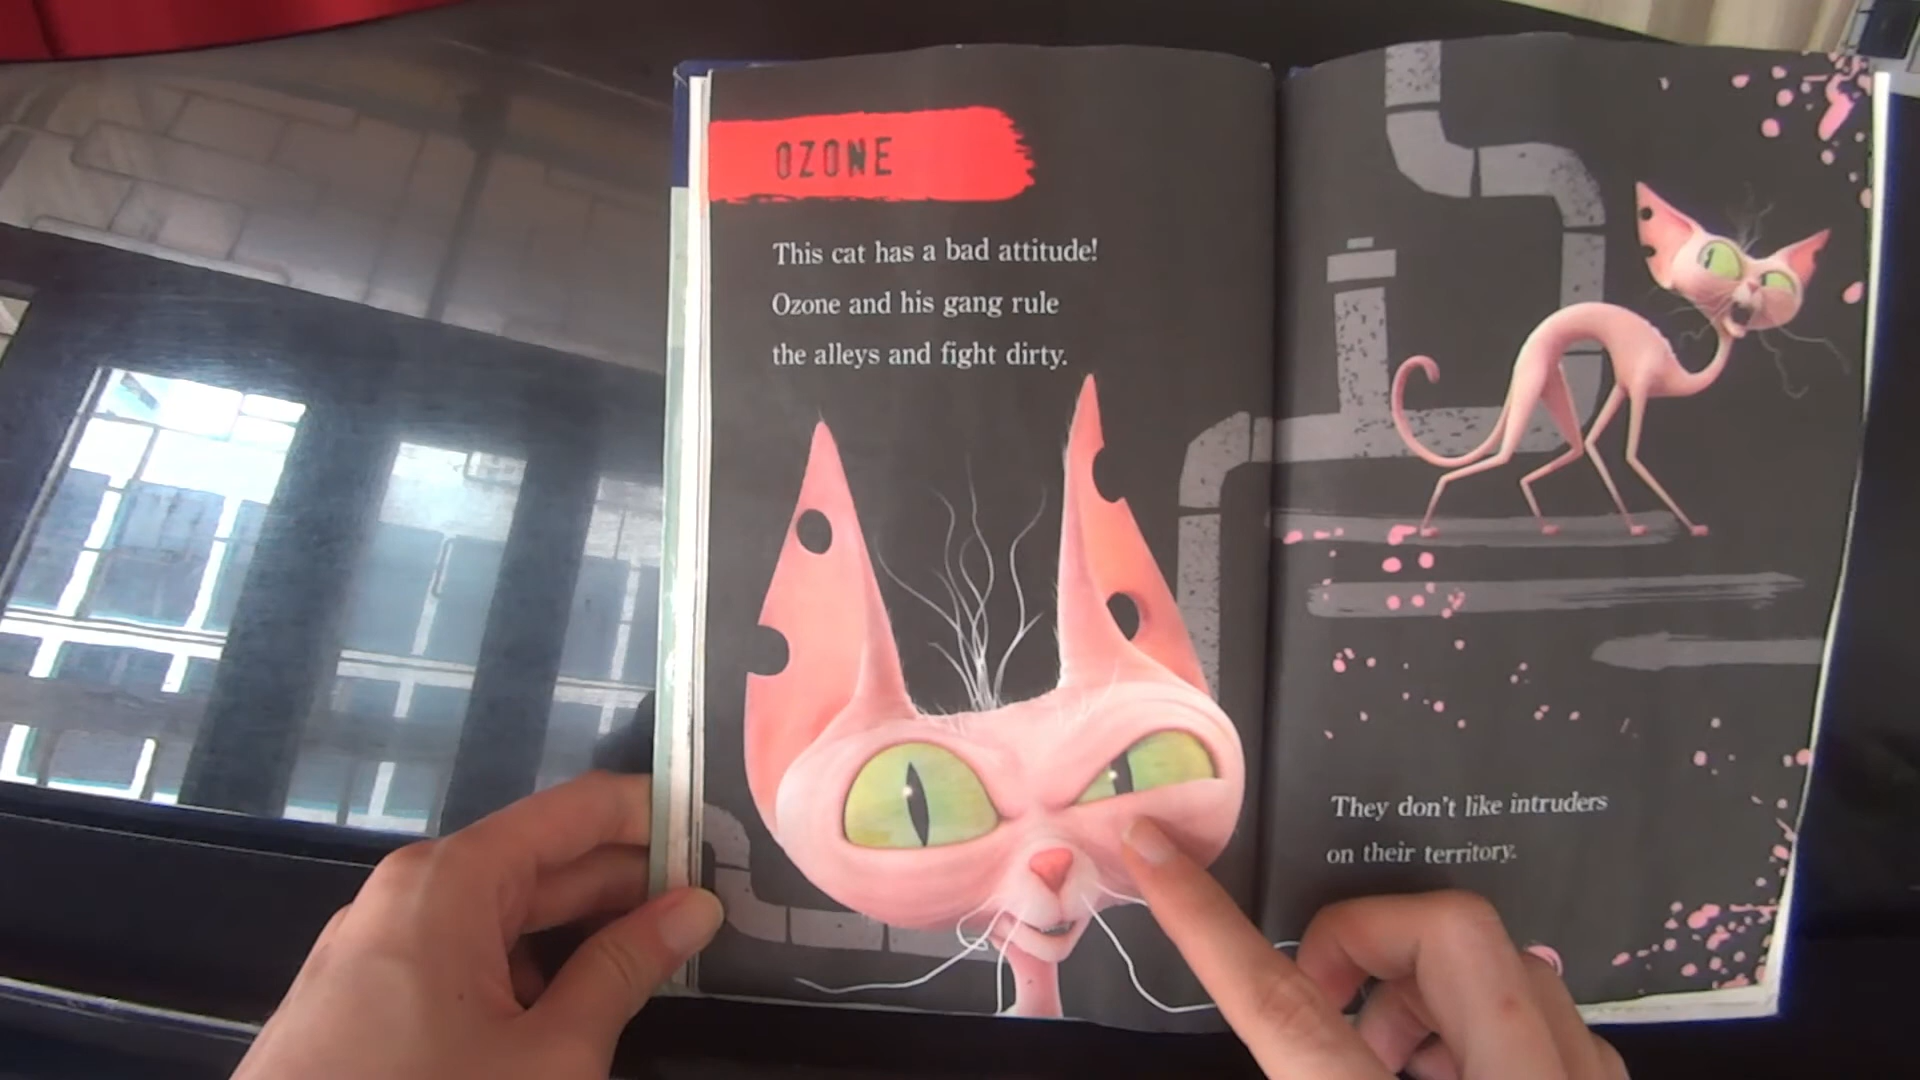 OZONE
This cat has a bad attitude!
Ozone and his gang rule
the alleys and fight dirty.
They don't like intruders
on their territory.